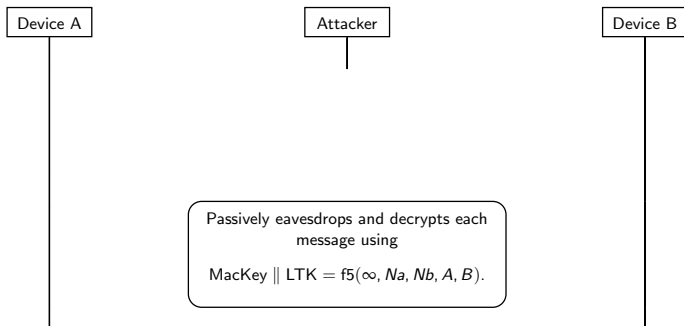 Device A
Attacker
Device B
Passively eavesdrops and decrypts each
message using
MacKey ∥ LTK = f5(∞, Na, Nb, A, B).